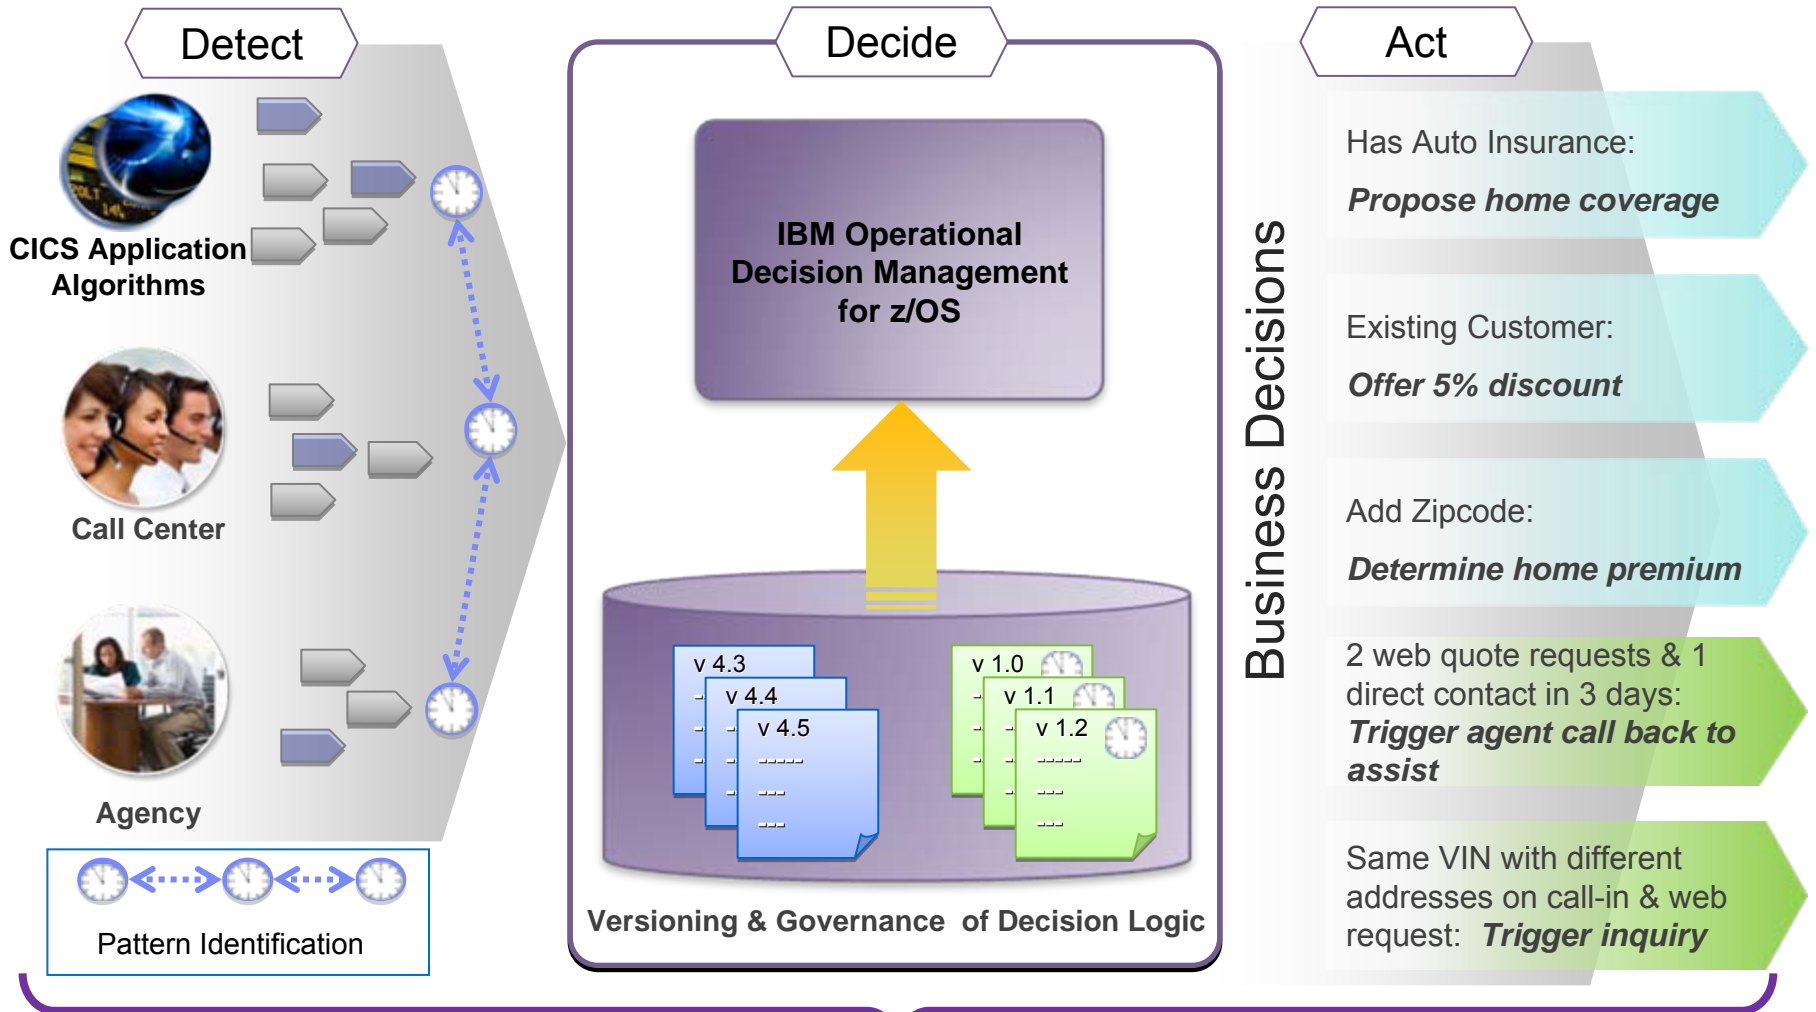 Detect
Decide
Act
CICS Application
Algorithms
Call Center
Agency
Pattern Identification
IBM Operational
Decision Management
for z/OS
v 4.3
v 4.4
v 4.5
v 1.0
v 1.1
v 1.2
Versioning & Governance of Decision Logic
Business Decisions
Has Auto Insurance:
Propose home coverage
Existing Customer:
Offer 5% discount
Add Zipcode:
Determine home premium
2 web quote requests & 1
direct contact in 3 days:
Trigger agent call back to
assist
Same VIN with different
addresses on call-in & web
request: Trigger inquiry